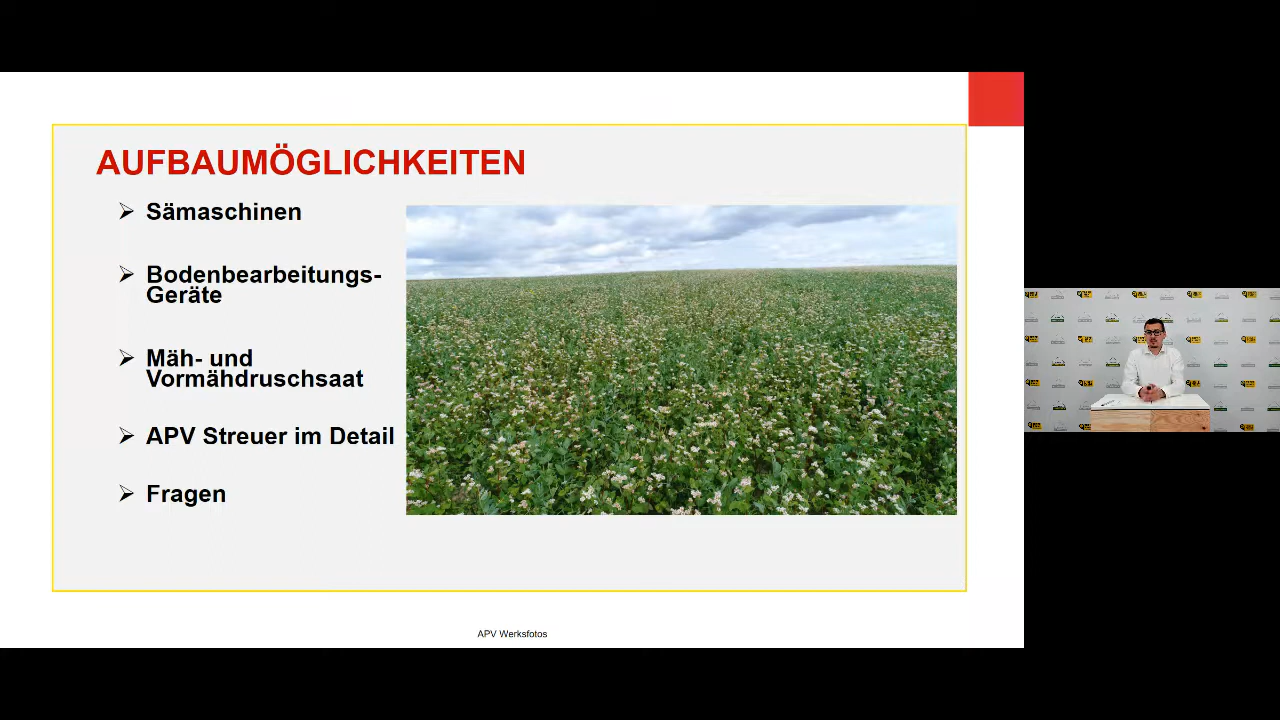 AUFBAUMÖGLICHKEITEN
Sämaschinen
Bodenbearbeitungs-
Geräte
Mäh- und
Vormähdruschsaat
APV Streuer im Detail
Fragen
APV Werksfotos